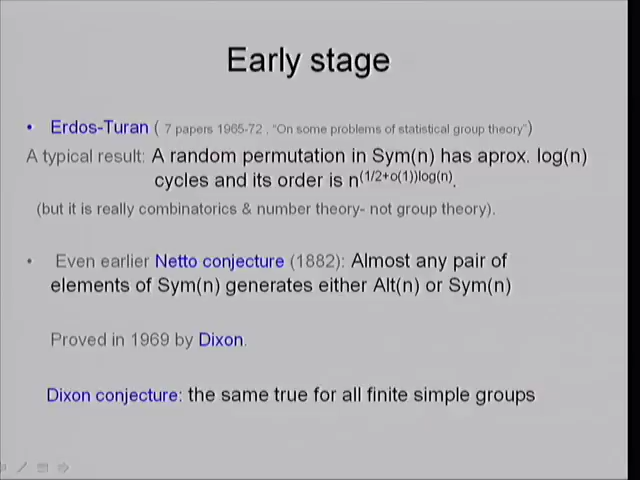 Early stage
• Erdos-Turan ( 7 papers 1965-72 , "On some problems of statistical group theory")
A typical result: A random permutation in Sym(n) has aprox. log(n)
cycles and its order is n^(1/2+o(1))log(n).
(but it is really combinatorics & number theory- not group theory).
• Even earlier Netto conjecture (1882): Almost any pair of
elements of Sym(n) generates either Alt(n) or Sym(n)
Proved in 1969 by Dixon.
Dixon conjecture: the same true for all finite simple groups